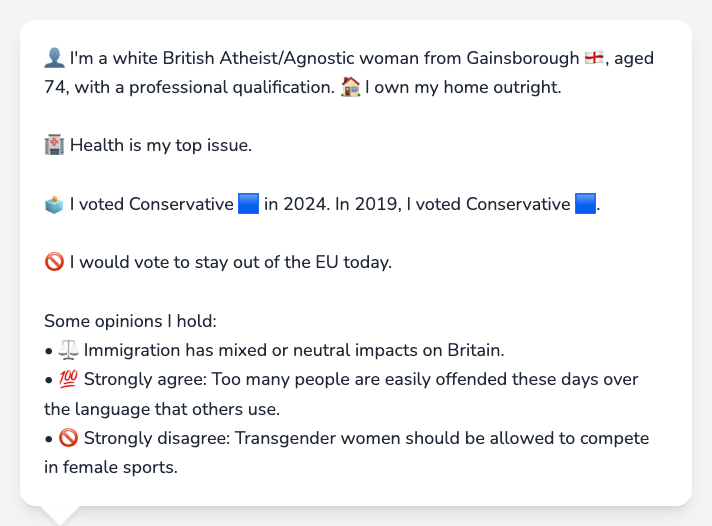 👤 I'm a white British Atheist/Agnostic woman from Gainsborough 🏴󠁧󠁢󠁥󠁮󠁧󠁿, aged
74, with a professional qualification. 🏠 I own my home outright.
🏥 Health is my top issue.
🗳️ I voted Conservative 🟦 in 2024. In 2019, I voted Conservative 🟦.
🚫 I would vote to stay out of the EU today.
Some opinions I hold:
• ⚖️ Immigration has mixed or neutral impacts on Britain.
• 💯 Strongly agree: Too many people are easily offended these days over
the language that others use.
• 🚫 Strongly disagree: Transgender women should be allowed to compete
in female sports.